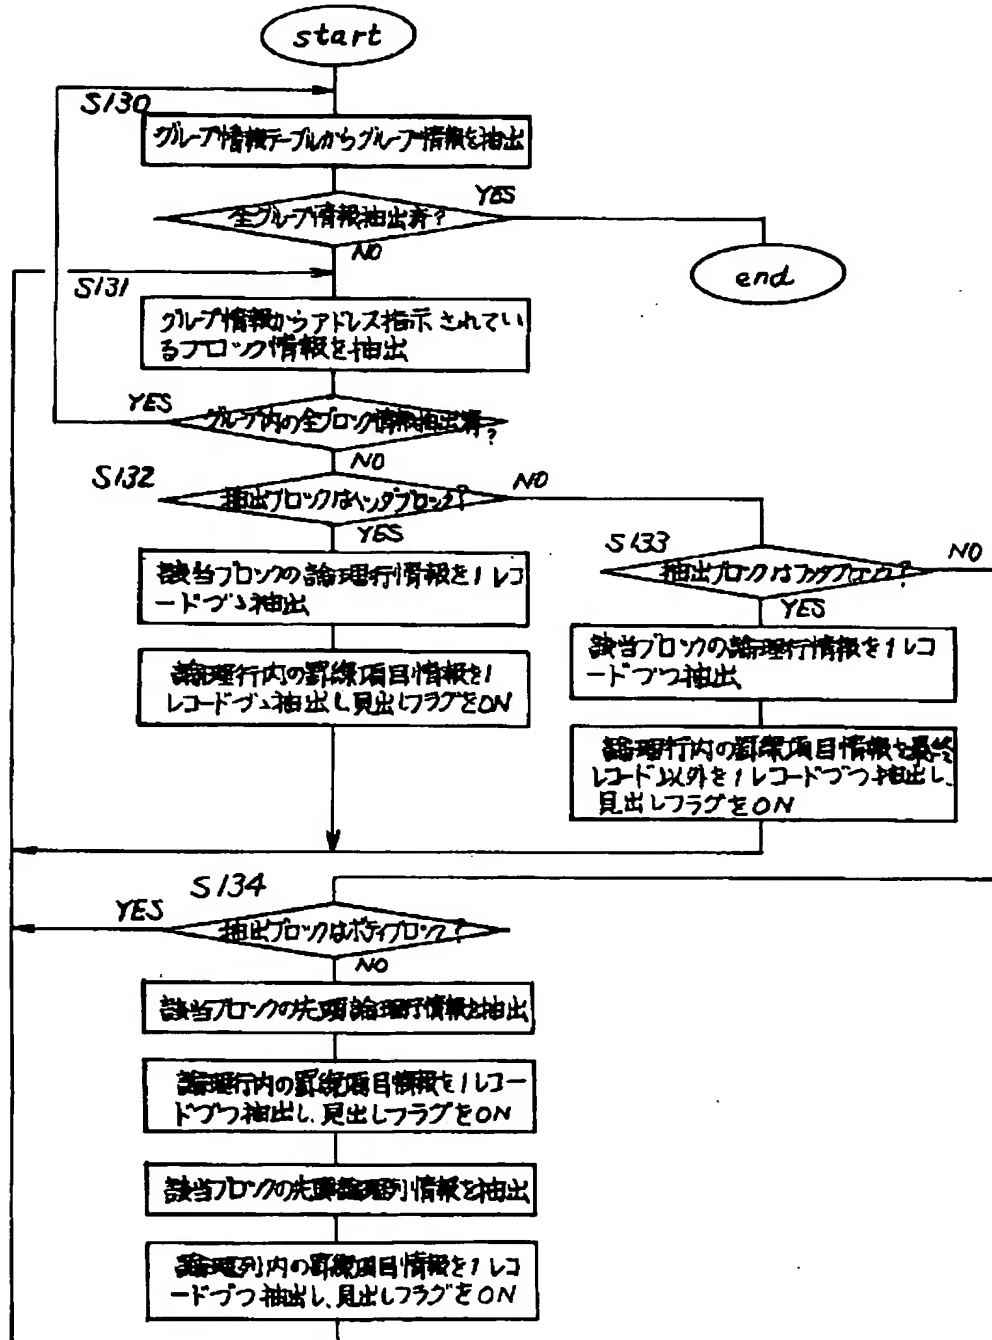 start
S130
グループ情報テーブルからグループ情報を抽出
YES
全グループ情報抽出済?
NO
end
S131
グループ情報からアドレス指示されてい
るブロック情報を抽出
YES
グループ内の全ブロック情報抽出済?
NO
S132
NO
抽出ブロックはヘッダブロック?
YES
S133
NO
抽出ブロックはフッタブロック?
YES
該当ブロックの論理行情報を1レコ
ードづゝ抽出
該当ブロックの論理行情報を1レコ
ードづつ抽出
論理行内の罫線項目情報を1
レコードづゝ抽出し見出しフラグをON
論理行内の罫線項目情報を最終
レコード以外を1レコードづつ抽出し、
見出しフラグをON
S134
YES
抽出ブロックはボディブロック?
NO
該当ブロックの先頭論理行情報を抽出
論理行内の罫線項目情報を1レコー
ドづつ抽出し、見出しフラグをON
該当ブロックの先頭論理列情報を抽出
論理列内の罫線項目情報を1レコ
ードづつ抽出し、見出しフラグをON